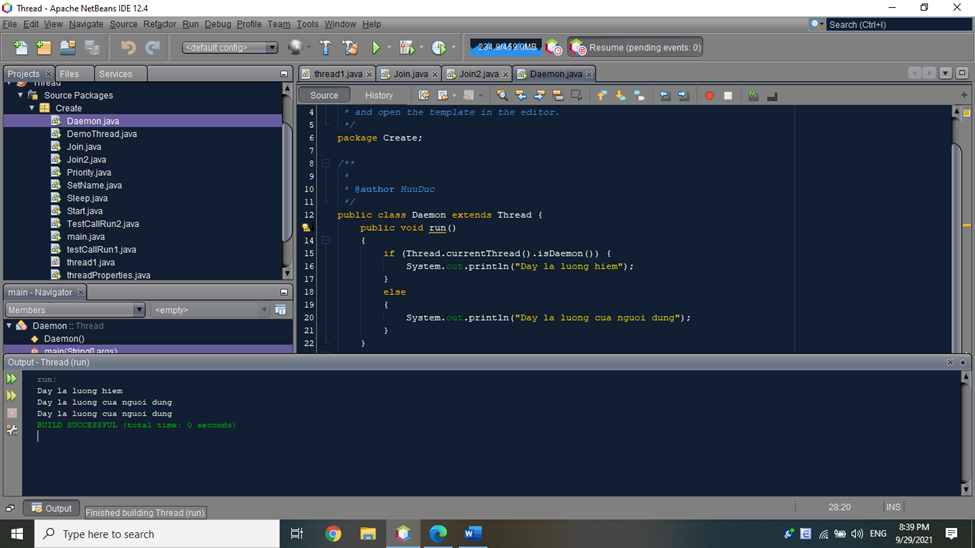 Thread - Apache NetBeans IDE 12.4
File Edit View Navigate Source Refactor Run Debug Profile Team Tools Window Help
Search (Ctrl+I)
<default config>
234.9/459.0MB
Resume (pending events: 0)
Projects Files Services
thread1.java Join.java Join2.java Daemon.java
Thread
Source Packages
Create
Daemon.java
DemoThread.java
Join.java
Join2.java
Priority.java
SetName.java
Sleep.java
Start.java
TestCallRun2.java
main.java
testCallRun1.java
thread1.java
threadProperties.java
main - Navigator
Members <empty>
Daemon :: Thread
Daemon()
main(String[] args)
Source History
4 * and open the template in the editor.
5 */
6 package Create;
7
8 /**
9 *
10 * @author HuuDuc
11 */
12 public class Daemon extends Thread {
public void run()
14 {
15 if (Thread.currentThread().isDaemon()) {
16 System.out.println("Day la luong hiem");
17 }
18 else
19 {
20 System.out.println("Day la luong cua nguoi dung");
21 }
22 }
Output - Thread (run)
run:
Day la luong hiem
Day la luong cua nguoi dung
Day la luong cua nguoi dung
BUILD SUCCESSFUL (total time: 0 seconds)
Output
Finished building Thread (run).
28:20 INS
Type here to search
ENG
8:39 PM
9/29/2021